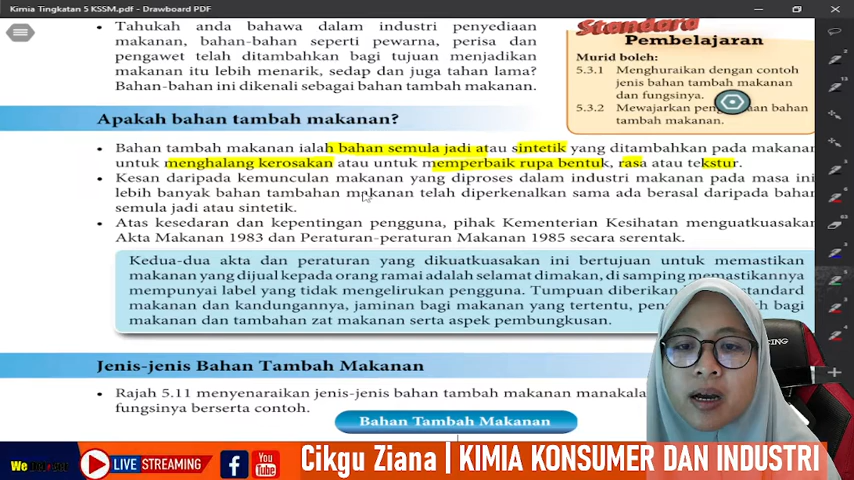 Kimia Tingkatan 5 KSSM.pdf - Drawboard PDF
Tahukah anda bahawa dalam industri penyediaan
makanan, bahan-bahan seperti pewarna, perisa dan
pengawet telah ditambahkan bagi tujuan menjadikan
makanan itu lebih menarik, sedap dan juga tahan lama?
Bahan-bahan ini dikenali sebagai bahan tambah makanan.
Standard
Pembelajaran
Murid boleh:
5.3.1 Menghuraikan dengan contoh
jenis bahan tambah makanan
dan fungsinya.
5.3.2 Mewajarkan bahan
tambah makanan.
Apakah bahan tambah makanan?
Bahan tambah makanan ialah bahan semula jadi atau sintetik yang ditambahkan pada makanan
untuk menghalang kerosakan atau untuk memperbaik rupa bentuk, rasa atau tekstur.
Kesan daripada kemunculan makanan yang diproses dalam industri makanan pada masa ini
lebih banyak bahan tambahan makanan telah diperkenalkan sama ada berasal daripada bahan
semula jadi atau sintetik.
Atas kesedaran dan kepentingan pengguna, pihak Kementerian Kesihatan menguatkuasakan
Akta Makanan 1983 dan Peraturan-peraturan Makanan 1985 secara serentak.
Kedua-dua akta dan peraturan yang dikuatkuasakan ini bertujuan untuk memastikan
makanan yang dijual kepada orang ramai adalah selamat dimakan, di samping memastikannya
mempunyai label yang tidak mengelirukan pengguna. Tumpuan diberikan standard
makanan dan kandungannya, jaminan bagi makanan yang tertentu, bagi
makanan dan tambahan zat makanan serta aspek pembungkusan.
Jenis-jenis Bahan Tambah Makanan
Rajah 5.11 menyenaraikan jenis-jenis bahan tambah makanan manakala
fungsinya berserta contoh.
Bahan Tambah Makanan
LIVE STREAMING
You Tube
Cikgu Ziana | KIMIA KONSUMER DAN INDUSTRI